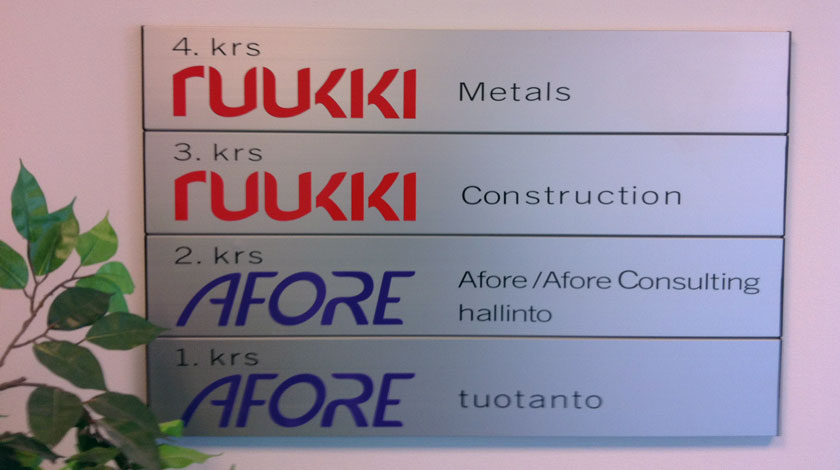 4. krs
RUUKKI Metals
3. krs
RUUKKI Construction
2. krs
AFORE Afore/Afore Consulting
hallinto
1. krs
AFORE tuotanto